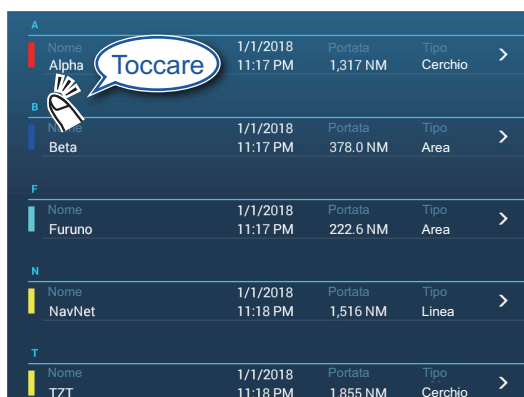 A
Nome 1/1/2018 Portata Tipo
Alpha 11:17 PM 1,317 NM Cerchio >
Toccare
B
Nome 1/1/2018 Portata Tipo
Beta 11:17 PM 378.0 NM Area >
F
Nome 1/1/2018 Portata Tipo
Furuno 11:17 PM 222.6 NM Area >
N
Nome 1/1/2018 Portata Tipo
NavNet 11:18 PM 1,516 NM Linea >
T
Nome 1/1/2018 Portata Tipo
TZT 11:18 PM 1,855 NM Cerchio >